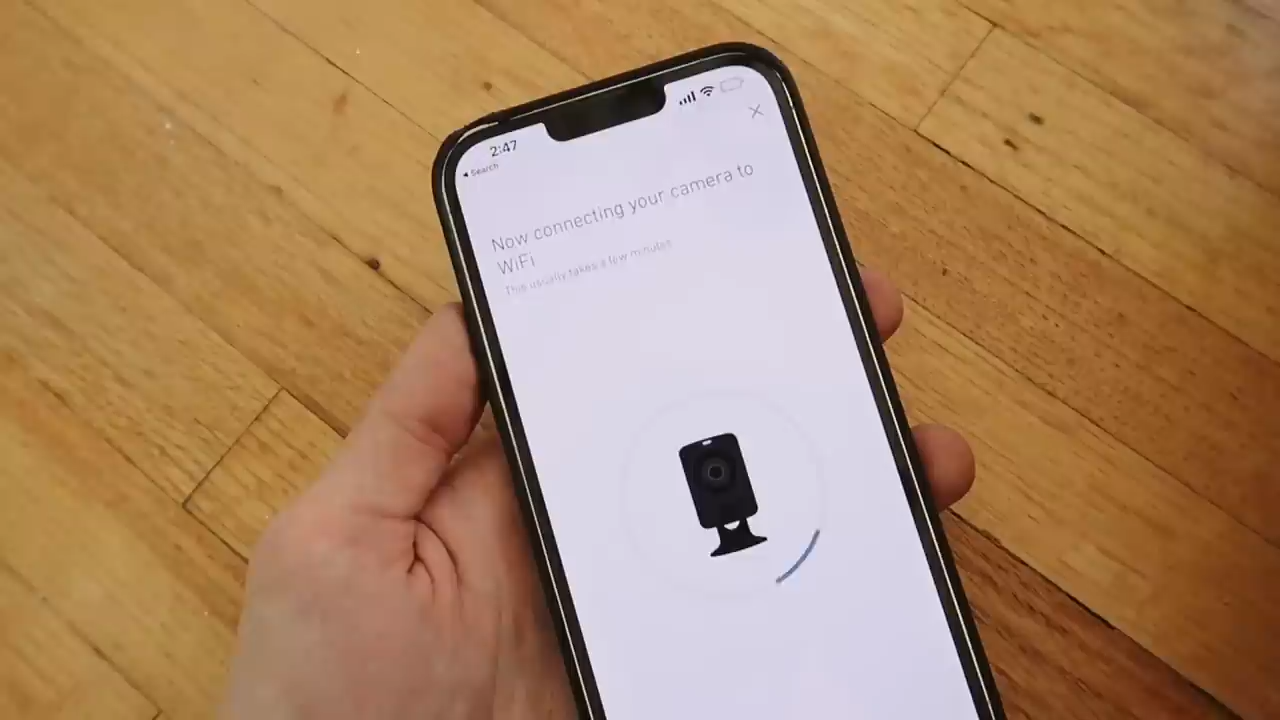 2:47
◂ Search
Now connecting your camera to
WiFi
This usually takes a few minutes